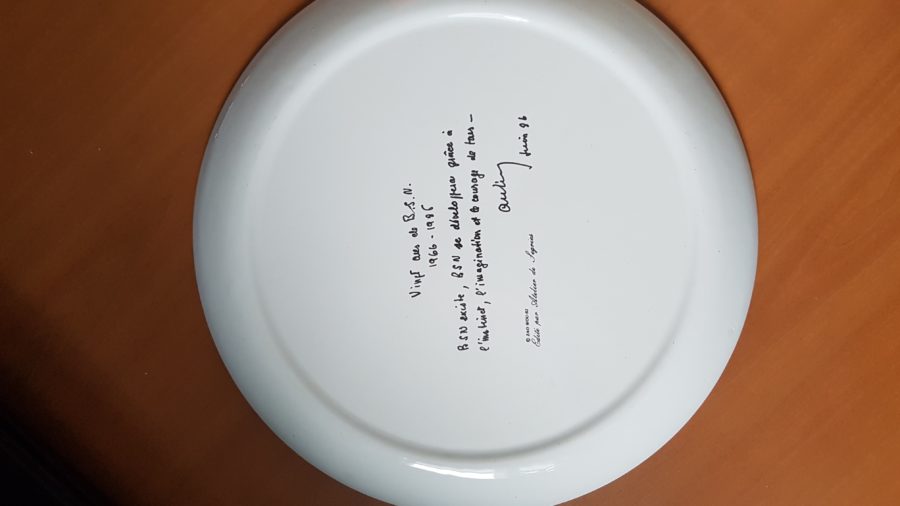 Vingt ans de B.S.N.
1966-1986
BSN existe, BSN se développera grâce à
l'instinct, l'imagination et le courage de tous -
Juin 86
Edité par Atelier de Segries